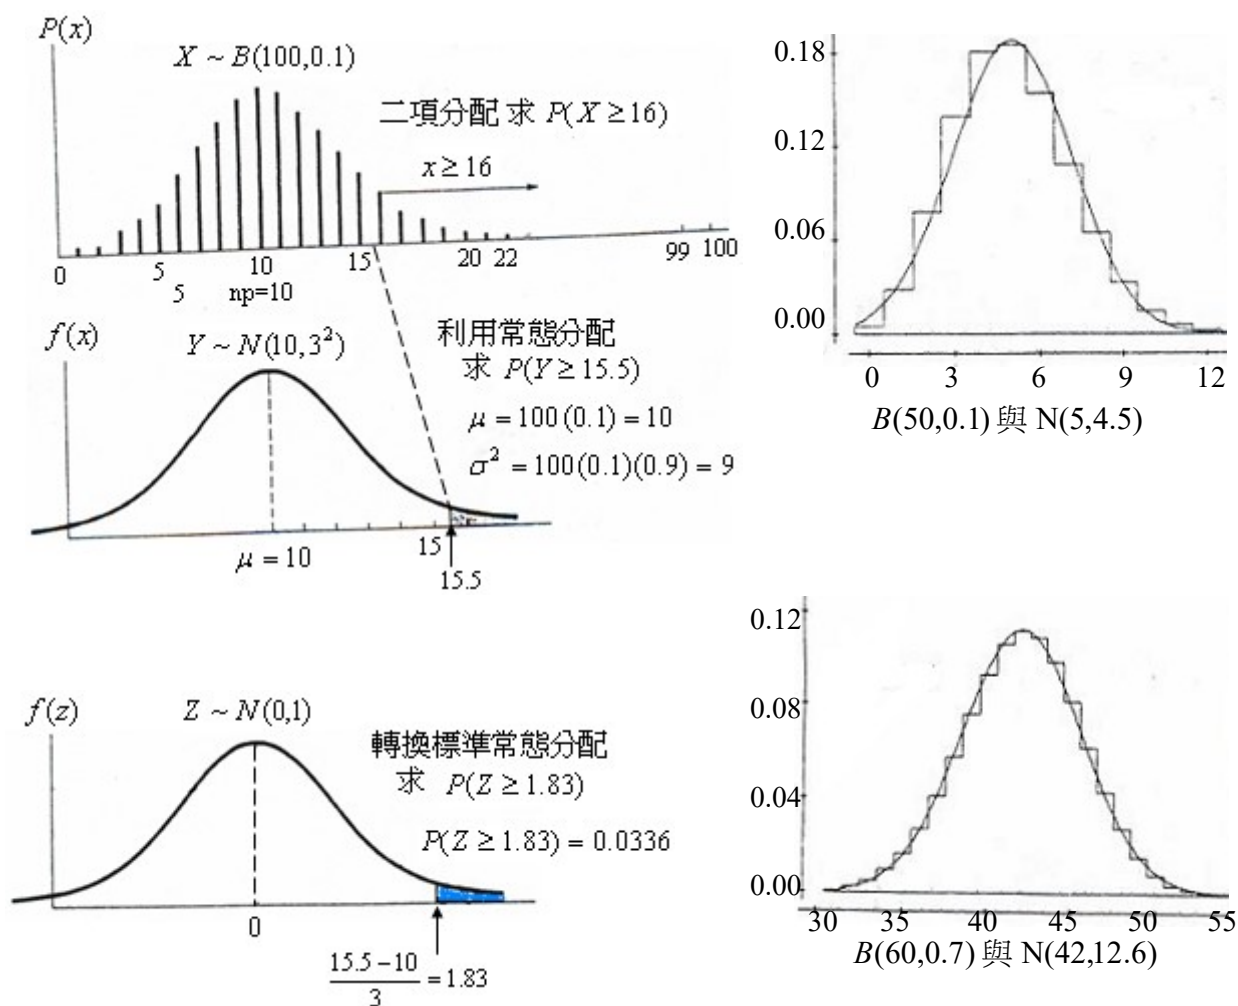 P(x)
X ~ B(100,0.1)
二項分配 求 P(X ≥ 16)
x ≥ 16
0
5
10
15
20 22
99 100
5
np=10
f(x)
Y ~ N(10,3²)
利用常態分配
求 P(Y ≥ 15.5)
μ = 100(0.1) = 10
σ² = 100(0.1)(0.9) = 9
μ = 10
15
15.5
f(z)
Z ~ N(0,1)
轉換標準常態分配
求 P(Z ≥ 1.83)
P(Z ≥ 1.83) = 0.0336
0
(15.5 − 10)/3 = 1.83
0.18
0.12
0.06
0.00
0 3 6 9 12
B(50,0.1) 與 N(5,4.5)
0.12
0.08
0.04
0.00
30 35 40 45 50 55
B(60,0.7) 與 N(42,12.6)